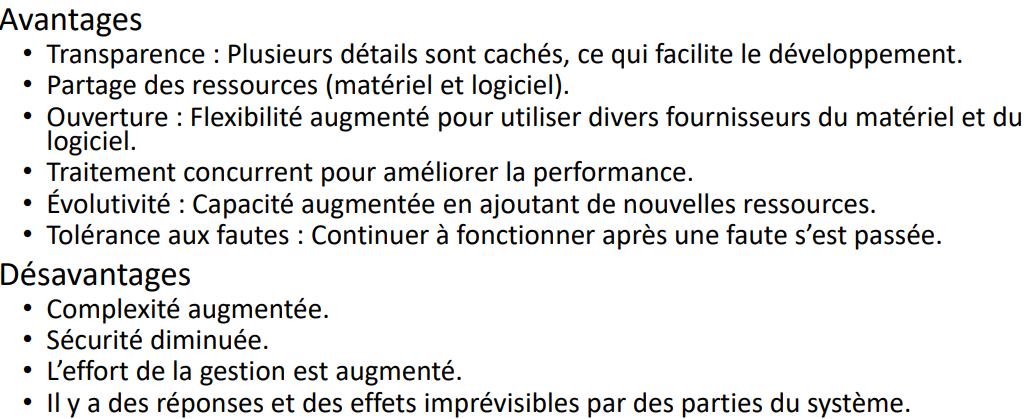 Avantages
• Transparence : Plusieurs détails sont cachés, ce qui facilite le développement.
• Partage des ressources (matériel et logiciel).
• Ouverture : Flexibilité augmenté pour utiliser divers fournisseurs du matériel et du
logiciel.
• Traitement concurrent pour améliorer la performance.
• Évolutivité : Capacité augmentée en ajoutant de nouvelles ressources.
• Tolérance aux fautes : Continuer à fonctionner après une faute s’est passée.
Désavantages
• Complexité augmentée.
• Sécurité diminuée.
• L’effort de la gestion est augmenté.
• Il y a des réponses et des effets imprévisibles par des parties du système.